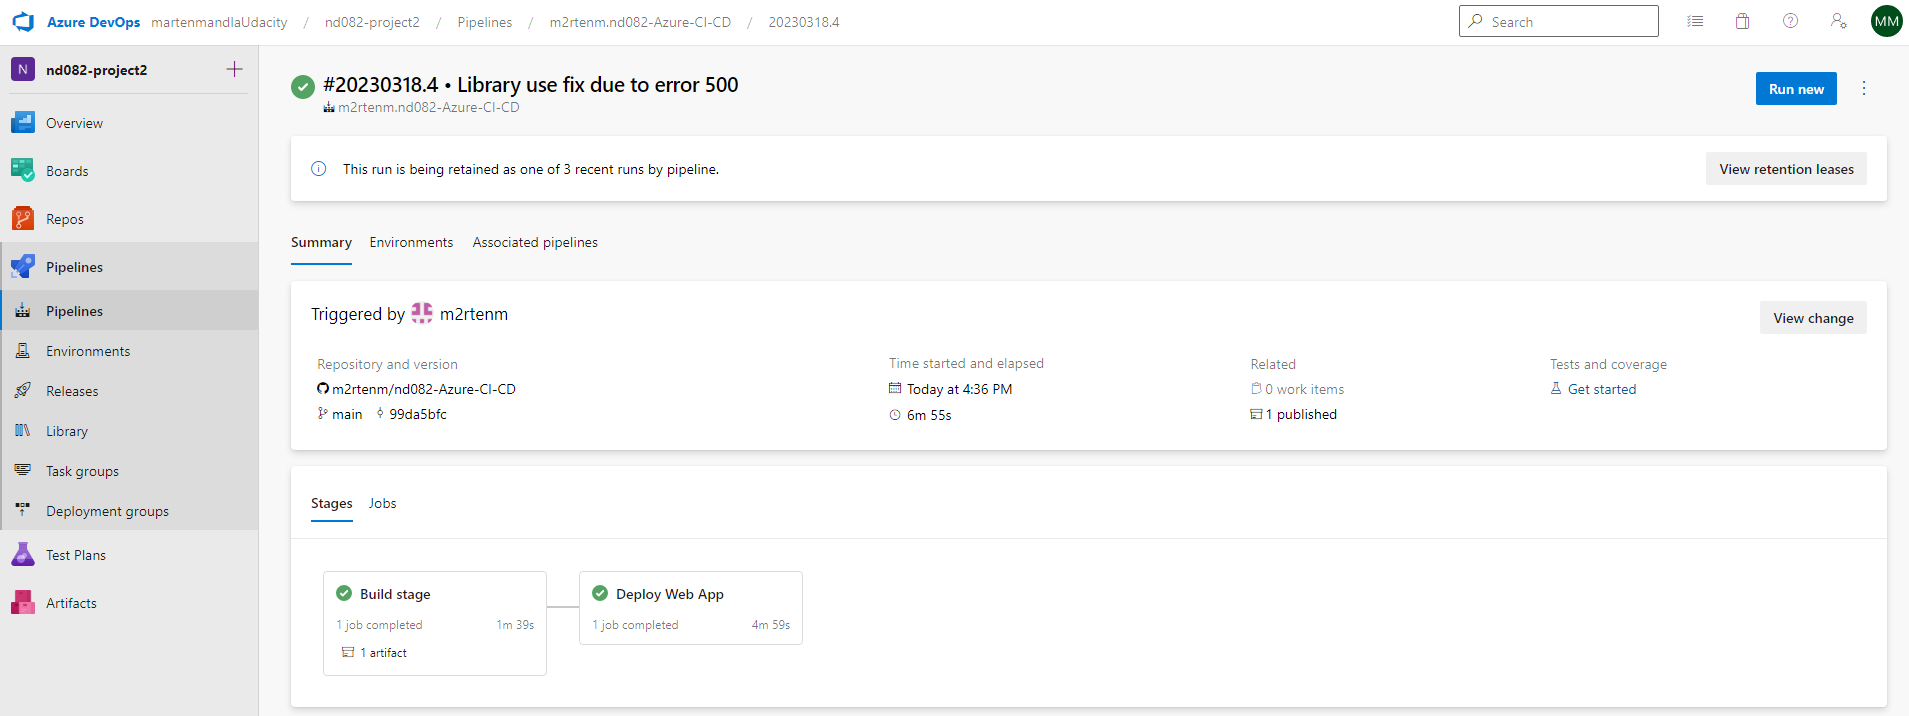 Azure DevOps martenmandlaUdacity / nd082-project2 / Pipelines / m2rtenm.nd082-Azure-CI-CD / 20230318.4
Search
MM
N nd082-project2
Overview
Boards
Repos
Pipelines
Pipelines
Environments
Releases
Library
Task groups
Deployment groups
Test Plans
Artifacts
#20230318.4 • Library use fix due to error 500
m2rtenm.nd082-Azure-CI-CD
Run new
This run is being retained as one of 3 recent runs by pipeline.
View retention leases
Summary Environments Associated pipelines
Triggered by m2rtenm
View change
Repository and version
m2rtenm/nd082-Azure-CI-CD
main 99da5bfc
Time started and elapsed
Today at 4:36 PM
6m 55s
Related
0 work items
1 published
Tests and coverage
Get started
Stages Jobs
Build stage
1 job completed 1m 39s
1 artifact
Deploy Web App
1 job completed 4m 59s